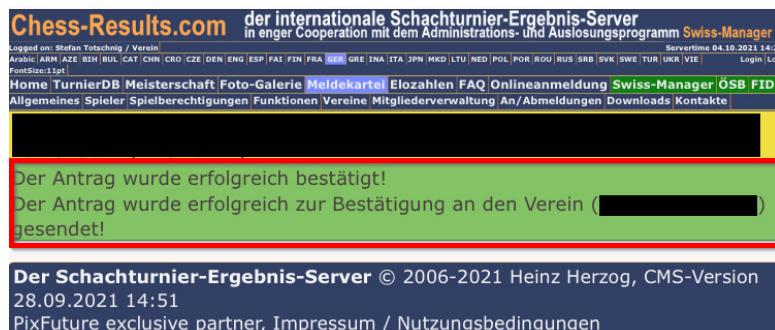 Chess-Results.com der internationale Schachturnier-Ergebnis-Server
in enger Cooperation mit dem Administrations- und Auslosungsprogramm Swiss-Manager
Logged on: Stefan Totschnig / Verein Servertime 04.10.2021 14:
Arabic ARM AZE BIH BUL CAT CHN CRO CZE DEN ENG ESP FAI FIN FRA GER GRE INA ITA JPN MKD LTU NED POL POR ROU RUS SRB SVK SWE TUR UKR VIE Login
FontSize:11pt
Home TurnierDB Meisterschaft Foto-Galerie Meldekartei Elozahlen FAQ Onlineanmeldung Swiss-Manager ÖSB FID
Allgemeines Spieler Spielberechtigungen Funktionen Vereine Mitgliederverwaltung An/Abmeldungen Downloads Kontakte
Der Antrag wurde erfolgreich bestätigt!
Der Antrag wurde erfolgreich zur Bestätigung an den Verein ( )
gesendet!
Der Schachturnier-Ergebnis-Server © 2006-2021 Heinz Herzog, CMS-Version
28.09.2021 14:51
PixFuture exclusive partner, Impressum / Nutzungsbedingungen